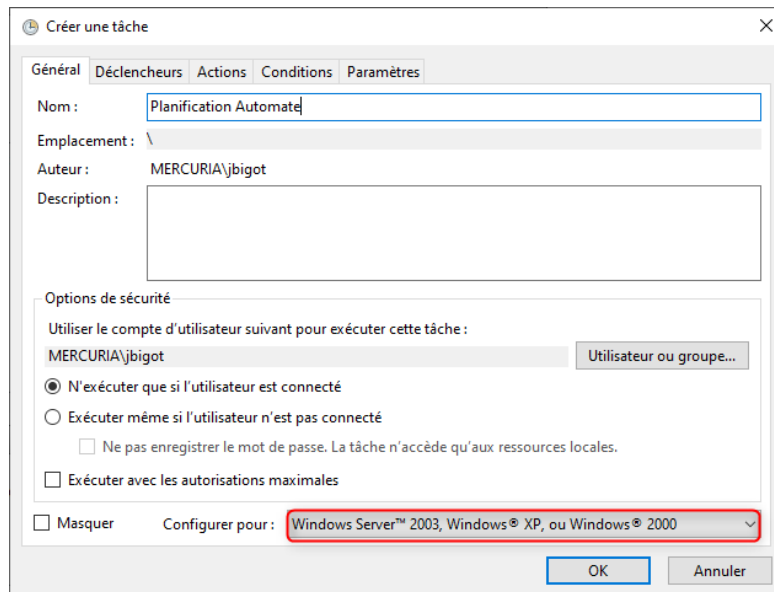 Créer une tâche
Général Déclencheurs Actions Conditions Paramètres
Nom : Planification Automate
Emplacement : \
Auteur : MERCURIA\jbigot
Description :
Options de sécurité
Utiliser le compte d'utilisateur suivant pour exécuter cette tâche :
MERCURIA\jbigot Utilisateur ou groupe...
N'exécuter que si l'utilisateur est connecté
Exécuter même si l'utilisateur n'est pas connecté
Ne pas enregistrer le mot de passe. La tâche n'accède qu'aux ressources locales.
Exécuter avec les autorisations maximales
Masquer Configurer pour : Windows Server™ 2003, Windows® XP, ou Windows® 2000
OK Annuler